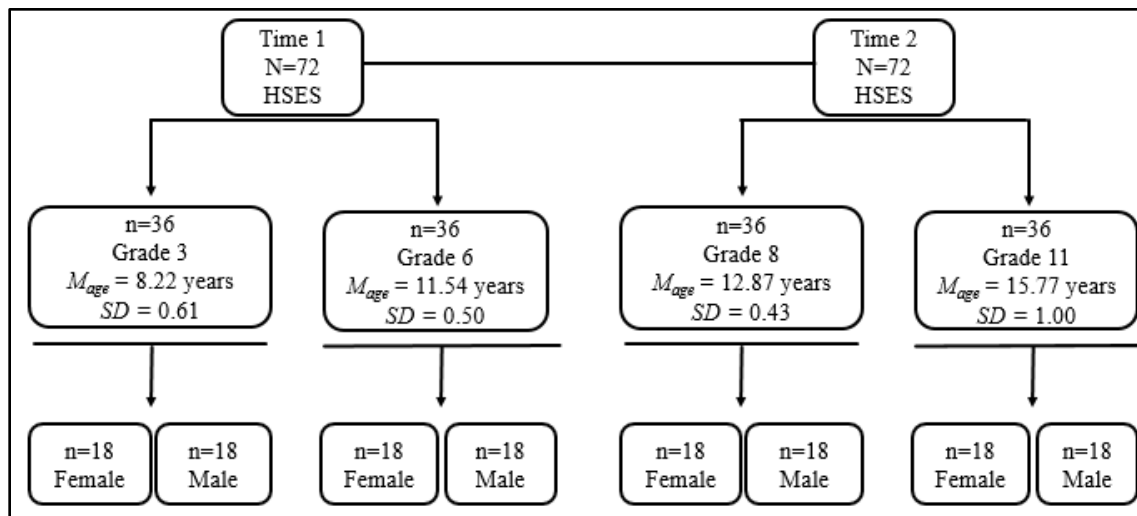 Time 1
N=72
HSES
Time 2
N=72
HSES
n=36
Grade 3
Mage = 8.22 years
SD = 0.61
n=36
Grade 6
Mage = 11.54 years
SD = 0.50
n=36
Grade 8
Mage = 12.87 years
SD = 0.43
n=36
Grade 11
Mage = 15.77 years
SD = 1.00
n=18
Female
n=18
Male
n=18
Female
n=18
Male
n=18
Female
n=18
Male
n=18
Female
n=18
Male